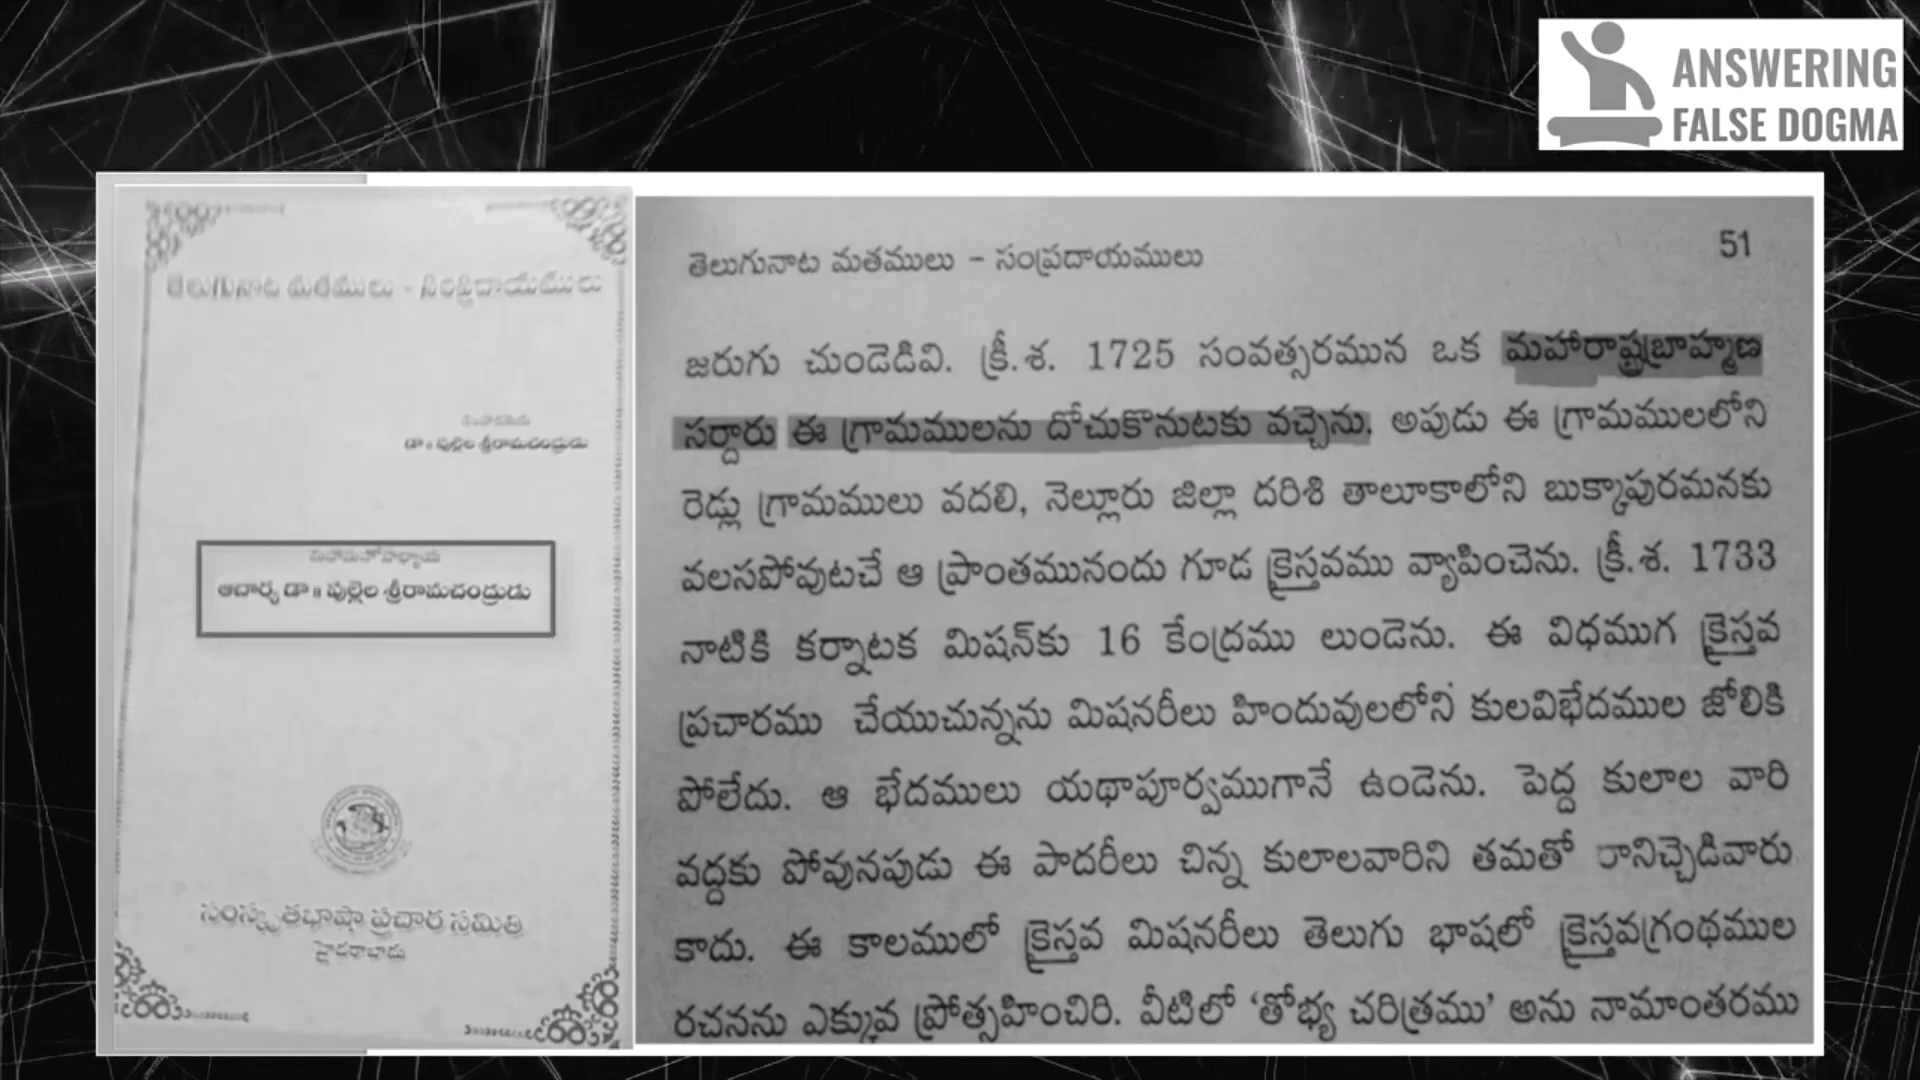 ANSWERING
FALSE DOGMA
తెలుగునాట మతములు - సంప్రదాయములు
సంపాదకుడు
డా॥ పుల్లెల శ్రీరామచంద్రుడు
మహామహోపాధ్యాయ
ఆచార్య డా॥ పుల్లెల శ్రీరామచంద్రుడు
సంస్కృతభాషా ప్రచార సమితి
హైదరాబాదు
తెలుగునాట మతములు - సంప్రదాయములు 51
జరుగు చుండెడివి. క్రీ.శ. 1725 సంవత్సరమున ఒక మహారాష్ట్రబ్రాహ్మణ
సర్దారు ఈ గ్రామములను దోచుకొనుటకు వచ్చెను. అపుడు ఈ గ్రామములలోని
రెడ్లు గ్రామములు వదలి, నెల్లూరు జిల్లా దరిశి తాలూకాలోని బుక్కాపురమనకు
వలసపోవుటచే ఆ ప్రాంతమునందు గూడ క్రైస్తవము వ్యాపించెను. క్రీ.శ. 1733
నాటికి కర్నాటక మిషన్‌కు 16 కేంద్రము లుండెను. ఈ విధముగ క్రైస్తవ
ప్రచారము చేయుచున్నను మిషనరీలు హిందువులలోని కులవిభేదముల జోలికి
పోలేదు. ఆ భేదములు యథాపూర్వముగానే ఉండెను. పెద్ద కులాల వారి
వద్దకు పోవునపుడు ఈ పాదరీలు చిన్న కులాలవారిని తమతో రానిచ్చెడివారు
కాదు. ఈ కాలములో క్రైస్తవ మిషనరీలు తెలుగు భాషలో క్రైస్తవగ్రంథముల
రచనను ఎక్కువ ప్రోత్సహించిరి. వీటిలో ‘తోభ్య చరిత్రము’ అను నామాంతరము